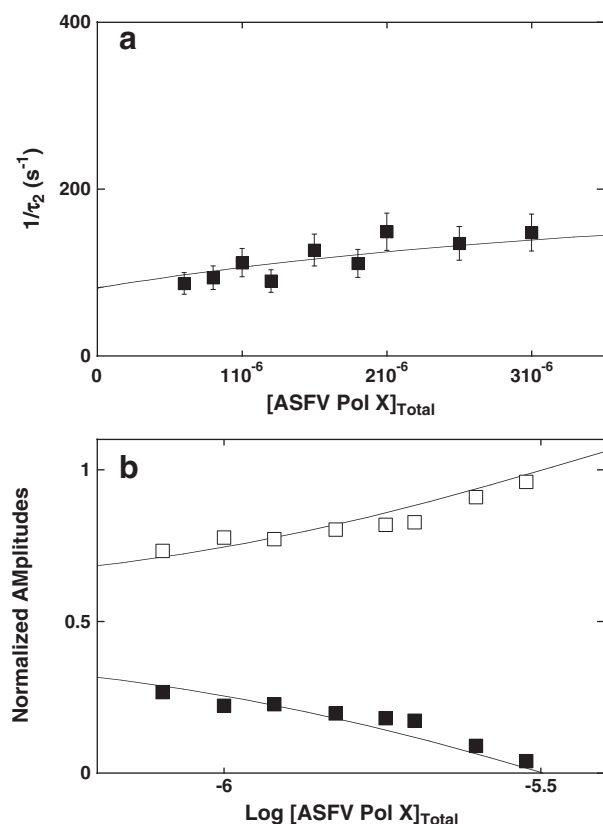 a
400
200
0
1/τ₂ (s⁻¹)
0
110⁻⁶
210⁻⁶
310⁻⁶
[ASFV Pol X]Total
b
1
0.5
0
Normalized AMplitudes
-6
-5.5
Log [ASFV Pol X]Total